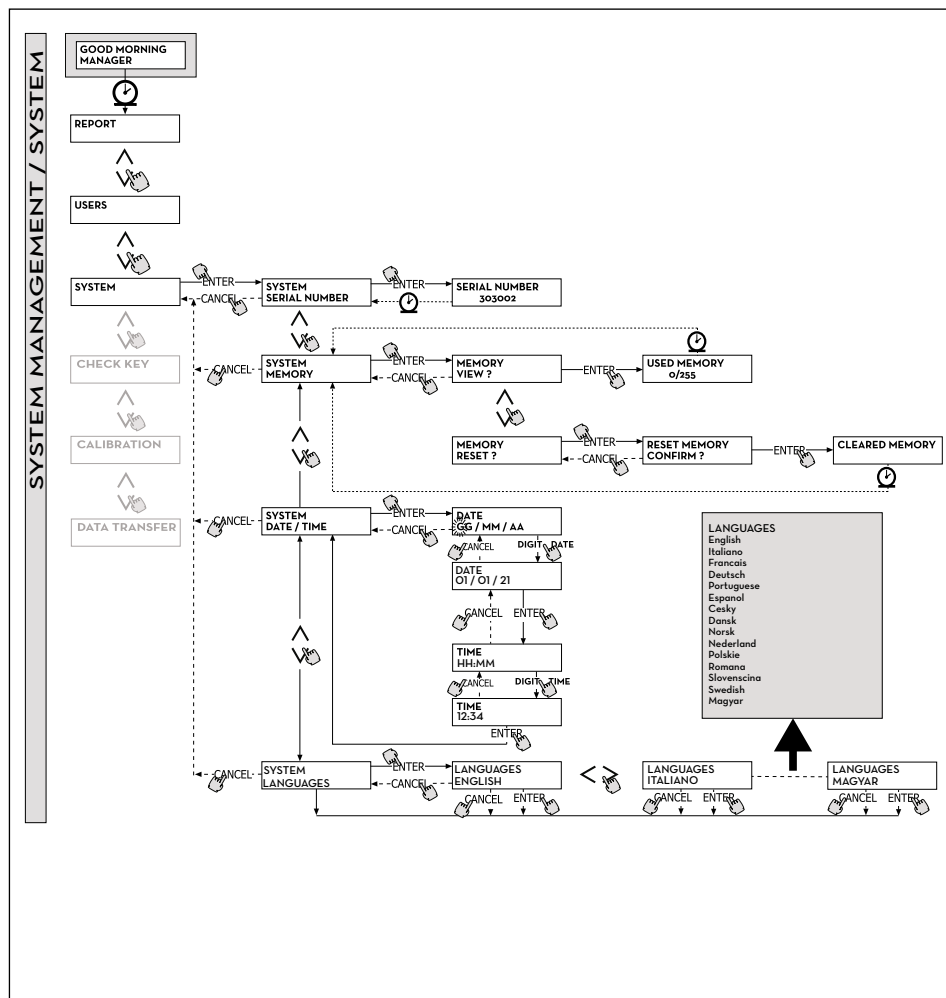 SYSTEM MANAGEMENT / SYSTEM
GOOD MORNING
MANAGER
REPORT
USERS
SYSTEM
ENTER
CANCEL
SYSTEM
SERIAL NUMBER
ENTER
SERIAL NUMBER
303002
CHECK KEY
CANCEL
SYSTEM
MEMORY
ENTER
CANCEL
MEMORY
VIEW ?
ENTER
USED MEMORY
0/255
CALIBRATION
MEMORY
RESET ?
ENTER
CANCEL
RESET MEMORY
CONFIRM ?
ENTER
CLEARED MEMORY
DATA TRANSFER
CANCEL
SYSTEM
DATE / TIME
ENTER
CANCEL
DATE
GG / MM / AA
CANCEL
DIGIT DATE
DATE
01 / 01 / 21
CANCEL
ENTER
TIME
HH:MM
CANCEL
DIGIT TIME
TIME
12:34
ENTER
LANGUAGES
English
Italiano
Francais
Deutsch
Portuguese
Espanol
Cesky
Dansk
Norsk
Nederland
Polskie
Romana
Slovenscina
Swedish
Magyar
CANCEL
SYSTEM
LANGUAGES
ENTER
CANCEL
LANGUAGES
ENGLISH
CANCEL
ENTER
LANGUAGES
ITALIANO
CANCEL
ENTER
LANGUAGES
MAGYAR
CANCEL
ENTER